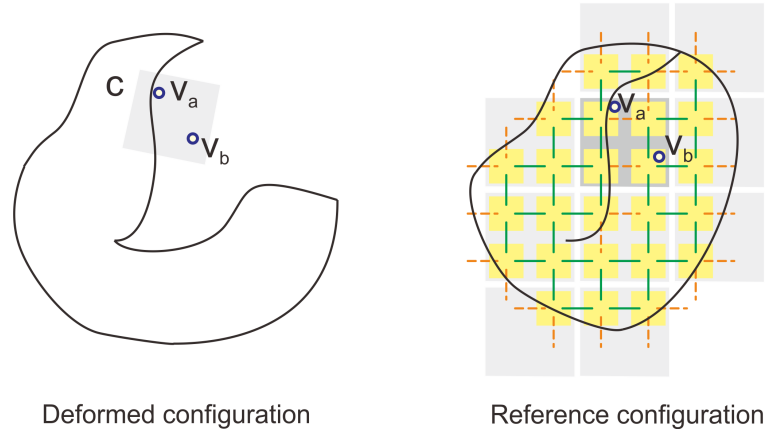 C
Va
Vb
Va
Vb
Deformed configuration
Reference configuration